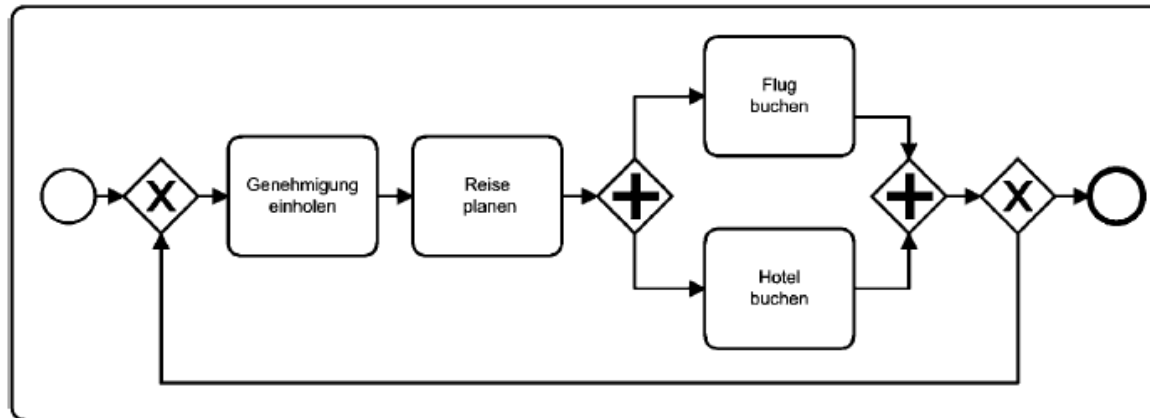 Genehmigung
einholen
Reise
planen
Flug
buchen
Hotel
buchen